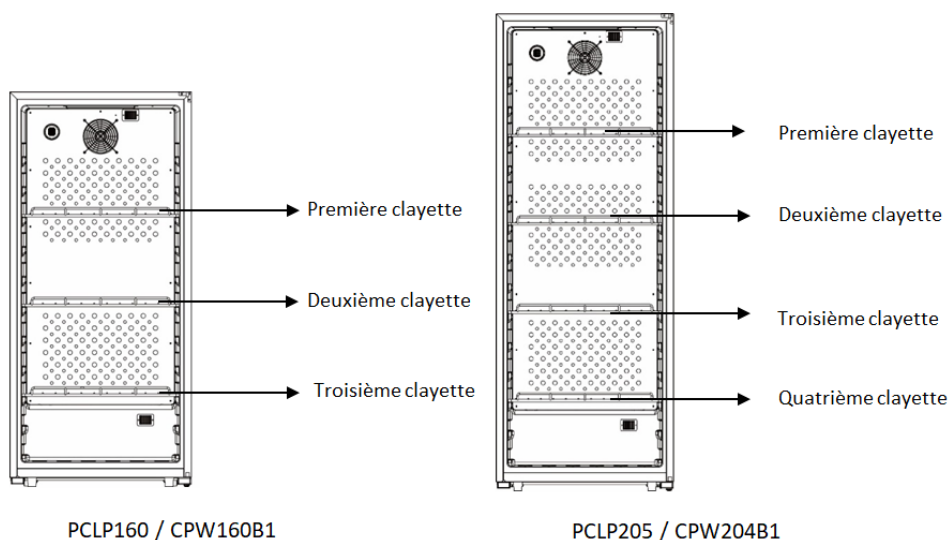 Première clayette
Deuxième clayette
Troisième clayette
PCLP160 / CPW160B1
Première clayette
Deuxième clayette
Troisième clayette
Quatrième clayette
PCLP205 / CPW204B1